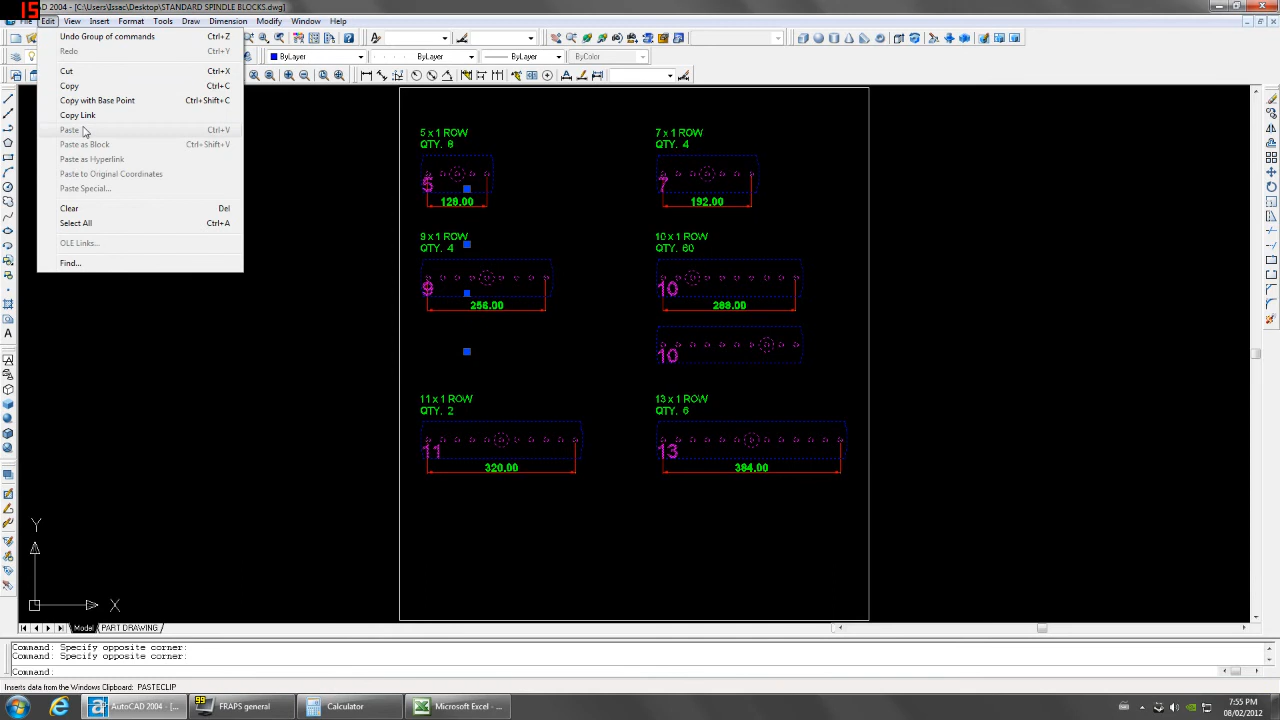 15
D 2004 - [C:\Users\Issac\Desktop\STANDARD SPINDLE BLOCKS.dwg]
File Edit View Insert Format Tools Draw Dimension Modify Window Help
ByLayer ByLayer ByLayer ByColor
Undo Group of commands Ctrl+Z
Redo Ctrl+Y
Cut Ctrl+X
Copy Ctrl+C
Copy with Base Point Ctrl+Shift+C
Copy Link
Paste Ctrl+V
Paste as Block Ctrl+Shift+V
Paste as Hyperlink
Paste to Original Coordinates
Paste Special...
Clear Del
Select All Ctrl+A
OLE Links...
Find...
5 x 1 ROW
QTY. 8
5
128.00
7 x 1 ROW
QTY. 4
7
192.00
9 x 1 ROW
QTY. 4
9
256.00
10 x 1 ROW
QTY. 60
10
288.00
10
11 x 1 ROW
QTY. 2
11
320.00
13 x 1 ROW
QTY. 6
13
384.00
Y
X
Model PART DRAWING
Command: Specify opposite corner:
Command: Specify opposite corner:
Command:
Inserts data from the Windows Clipboard: PASTECLIP
AutoCAD 2004 - [... 99 FRAPS general Calculator Microsoft Excel - ...
7:55 PM
08/02/2012